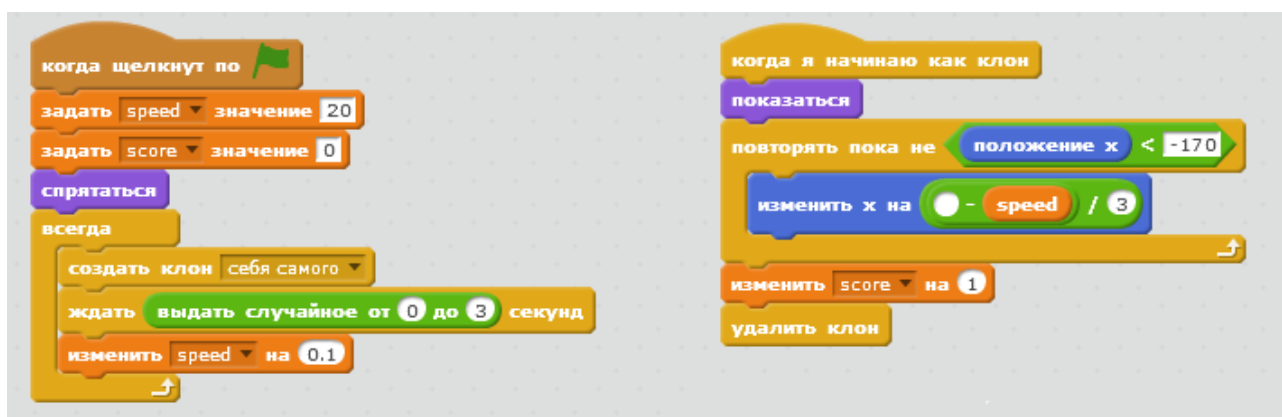 когда щелкнут по
задать speed значение 20
задать score значение 0
спрятаться
всегда
создать клон себя самого
ждать выдать случайное от 0 до 3 секунд
изменить speed на 0.1
когда я начинаю как клон
показаться
повторять пока не положение x < -170
изменить x на - speed / 3
изменить score на 1
удалить клон